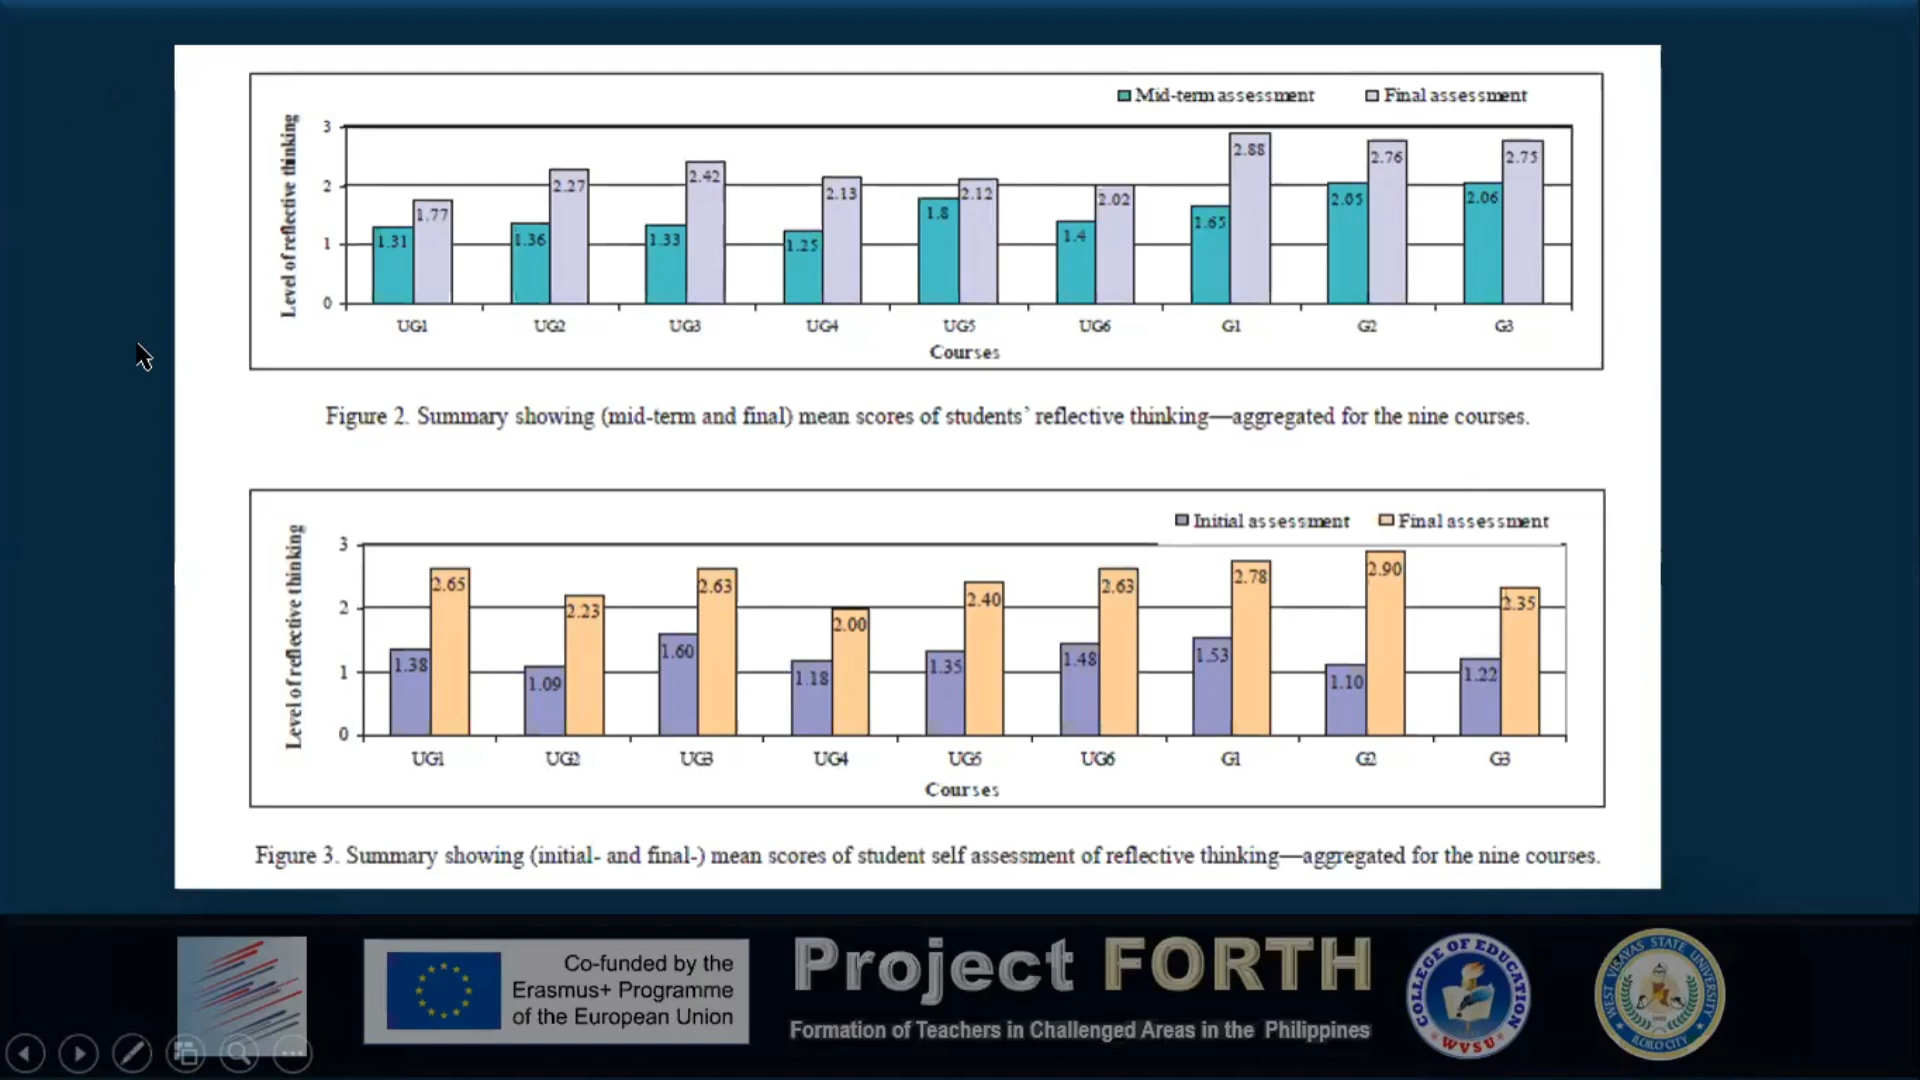 Mid-term assessment Final assessment
Level of reflective thinking
3
2
1
0
1.31 1.77 1.36 2.27 1.33 2.42 1.25 2.13 1.8 2.12 1.4 2.02 1.65 2.88 2.05 2.76 2.06 2.75
UG1 UG2 UG3 UG4 UG5 UG6 G1 G2 G3
Courses
Figure 2. Summary showing (mid-term and final) mean scores of students’ reflective thinking—aggregated for the nine courses.
Initial assessment Final assessment
Level of reflective thinking
3
2
1
0
1.38 2.65 1.09 2.23 1.60 2.63 1.18 2.00 1.35 2.40 1.48 2.63 1.53 2.78 1.10 2.90 1.22 2.35
UG1 UG2 UG3 UG4 UG5 UG6 G1 G2 G3
Courses
Figure 3. Summary showing (initial- and final-) mean scores of student self assessment of reflective thinking—aggregated for the nine courses.
Co-funded by the
Erasmus+ Programme
of the European Union
Project FORTH
Formation of Teachers in Challenged Areas in the Philippines
COLLEGE OF EDUCATION
WVSU
WEST VISAYAS STATE UNIVERSITY
ILOILO CITY